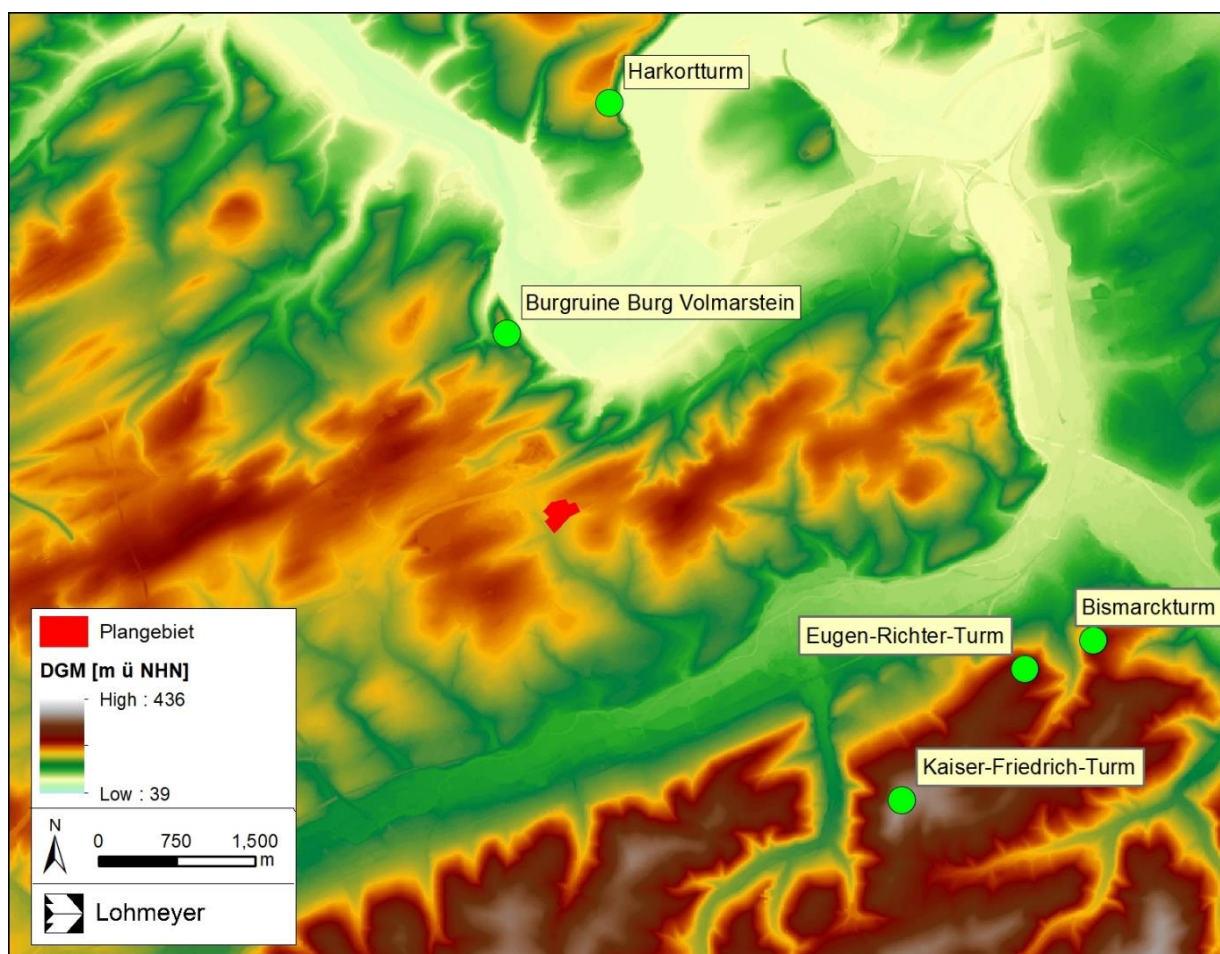 Harkortturm
Burgruine Burg Volmarstein
Bismarckturm
Eugen-Richter-Turm
Kaiser-Friedrich-Turm
Plangebiet
DGM [m ü NHN]
High : 436
Low : 39
N
0 750 1,500
m
Lohmeyer